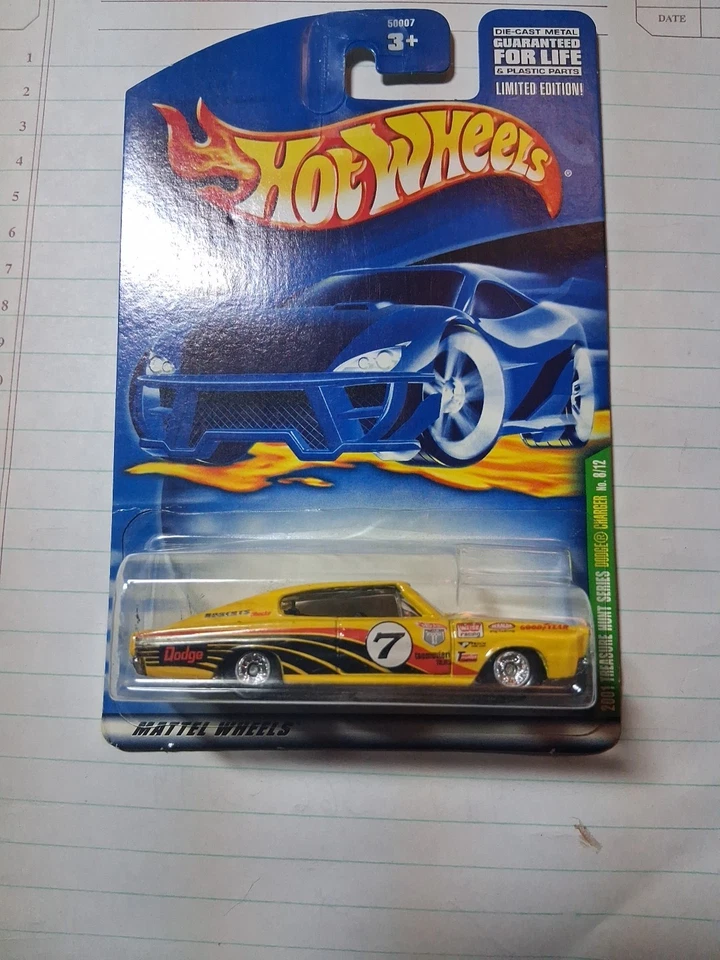 DATE
1
2
3
4
5
6
7
8
50007
3+
DIE-CAST METAL
GUARANTEED
FOR LIFE
& PLASTIC PARTS
LIMITED EDITION!
HOT WHEELS
®
2001 TREASURE HUNT SERIES DODGE® CHARGER No. 8/12
Dodge
7
GOODYEAR
racing
MATTEL WHEELS